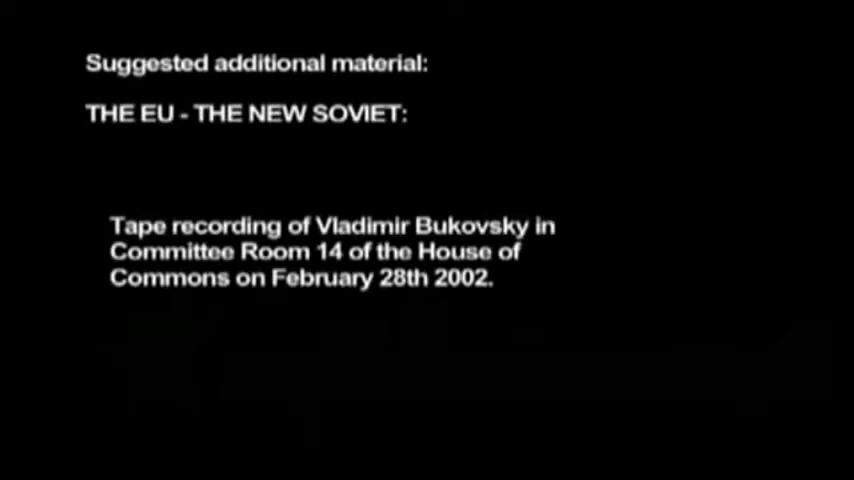 Suggested additional material:
THE EU - THE NEW SOVIET:
Tape recording of Vladimir Bukovsky in
Committee Room 14 of the House of
Commons on February 28th 2002.